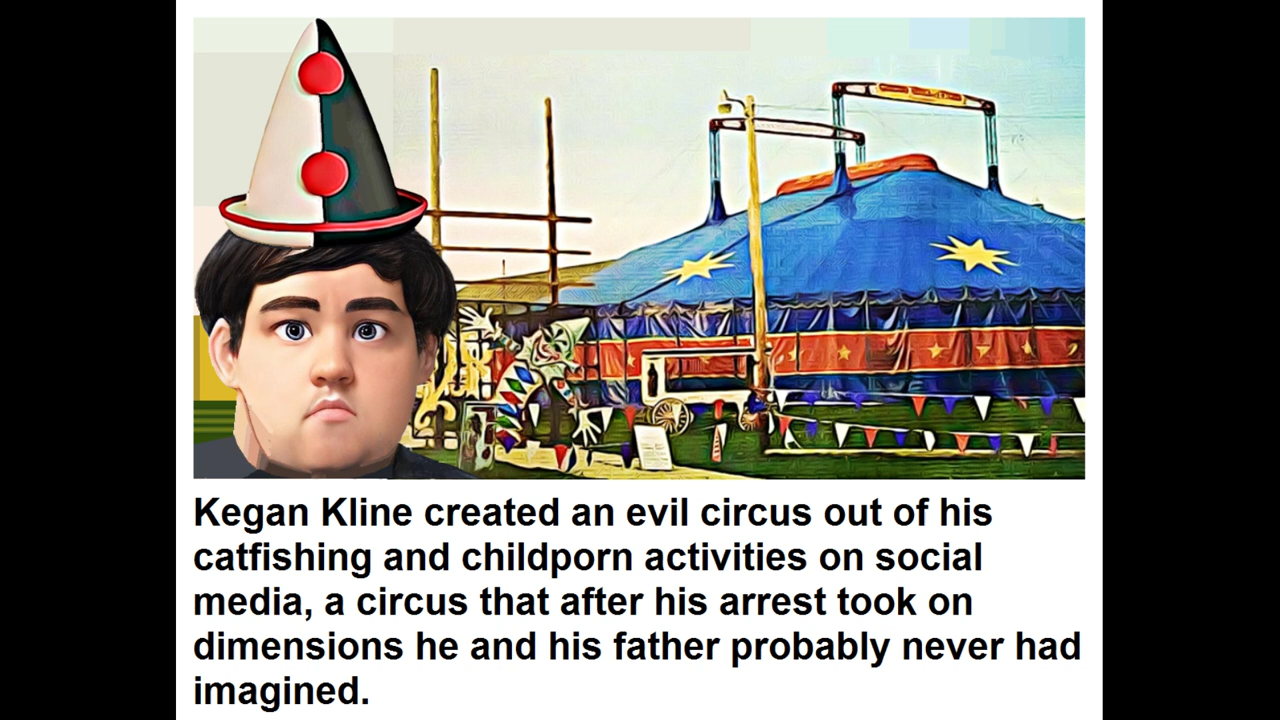 Kegan Kline created an evil circus out of his
catfishing and childporn activities on social
media, a circus that after his arrest took on
dimensions he and his father probably never had
imagined.